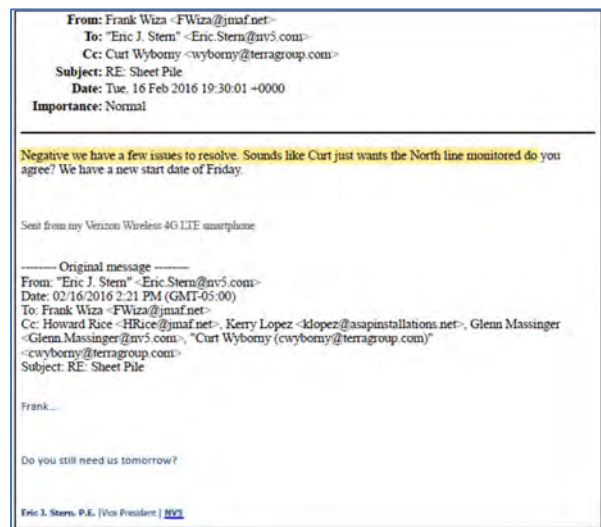 From: Frank Wiza <FWiza@jmaf.net>
To: "Eric J. Stern" <Eric.Stern@nv5.com>
Cc: Curt Wyborny <wyborny@terragroup.com>
Subject: RE: Sheet Pile
Date: Tue, 16 Feb 2016 19:30:01 +0000
Importance: Normal
Negative we have a few issues to resolve. Sounds like Curt just wants the North line monitored do you
agree? We have a new start date of Friday.
Sent from my Verizon Wireless 4G LTE smartphone
-------- Original message --------
From: "Eric J. Stern" <Eric.Stern@nv5.com>
Date: 02/16/2016 2:21 PM (GMT-05:00)
To: Frank Wiza <FWiza@jmaf.net>
Cc: Howard Rice <HRice@jmaf.net>, Kerry Lopez <klopez@asapinstallations.net>, Glenn Massinger
<Glenn.Massinger@nv5.com>, "Curt Wyborny (cwyborny@terragroup.com)"
<cwyborny@terragroup.com>
Subject: RE: Sheet Pile
Frank...
Do you still need us tomorrow?
Eric J. Stern, P.E. |Vice President | NV5